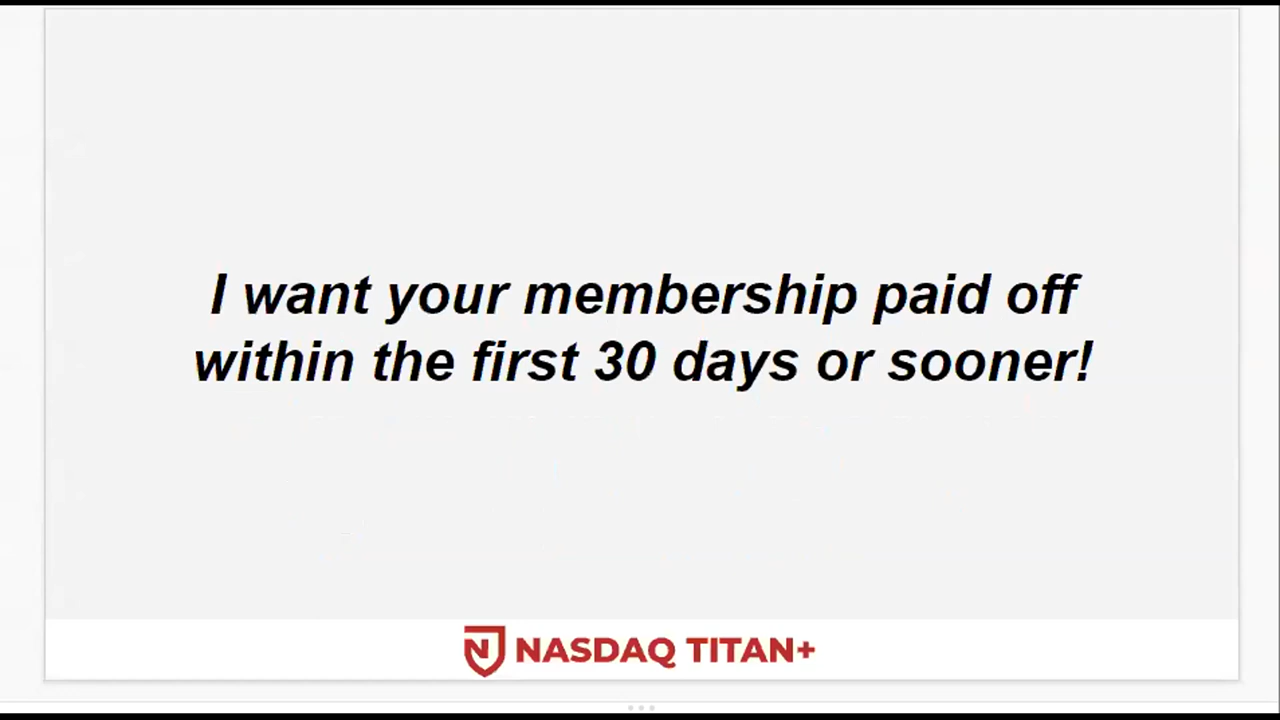 I want your membership paid off
within the first 30 days or sooner!
NASDAQ TITAN+